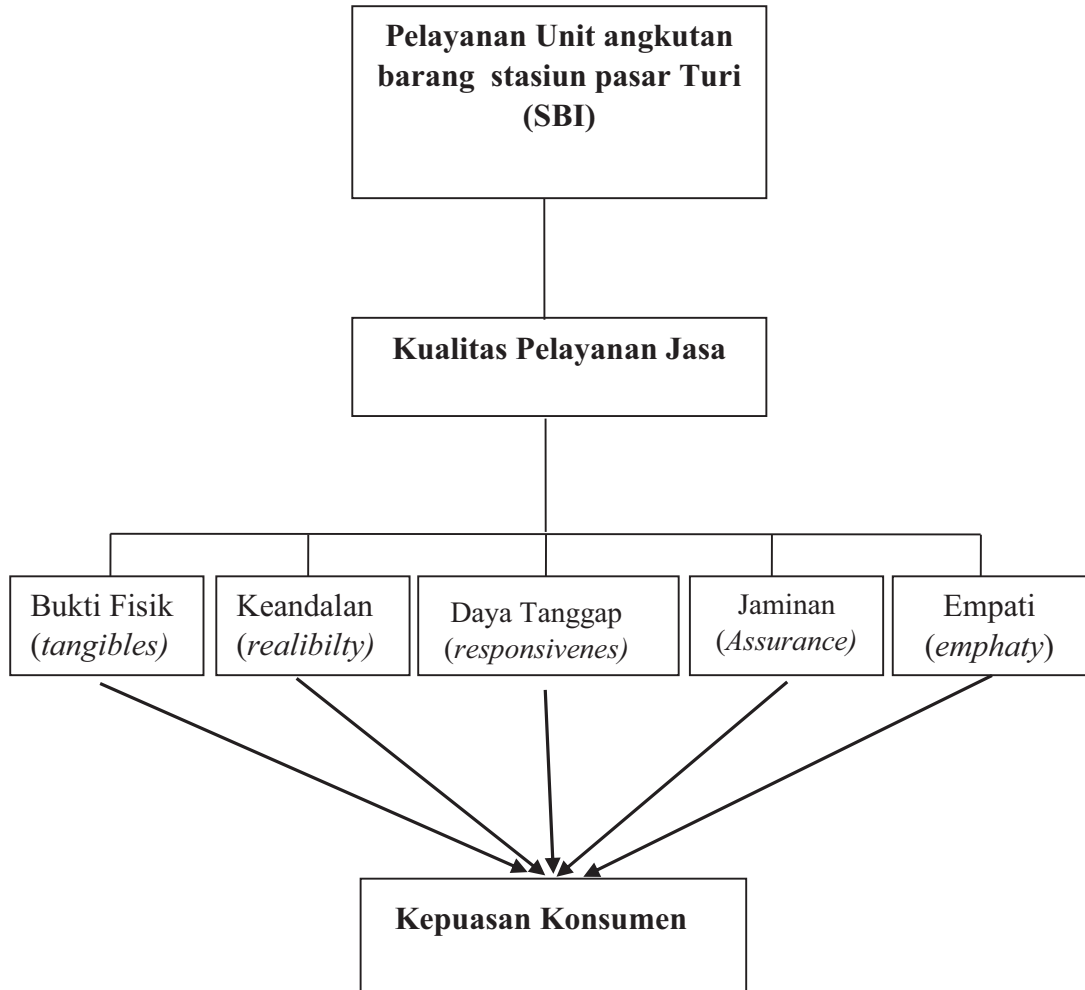 Pelayanan Unit angkutan
barang stasiun pasar Turi
(SBI)
Kualitas Pelayanan Jasa
Bukti Fisik
(tangibles)
Keandalan
(realibilty)
Daya Tanggap
(responsivenes)
Jaminan
(Assurance)
Empati
(emphaty)
Kepuasan Konsumen